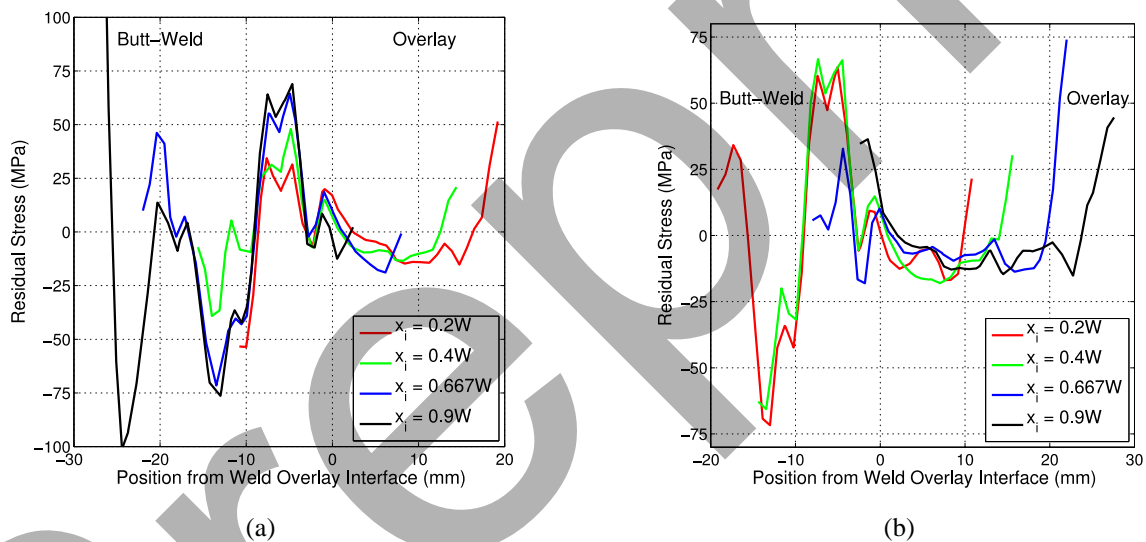 100
75
50
25
0
−25
−50
−75
−100
Residual Stress (MPa)
Butt−Weld
Overlay
x_i = 0.2W
x_i = 0.4W
x_i = 0.667W
x_i = 0.9W
−30 −20 −10 0 10 20
Position from Weld Overlay Interface (mm)
(a)
75
50
25
0
−25
−50
−75
Residual Stress (MPa)
Butt−Weld
Overlay
x_i = 0.2W
x_i = 0.4W
x_i = 0.667W
x_i = 0.9W
−20 −10 0 10 20 30
Position from Weld Overlay Interface (mm)
(b)